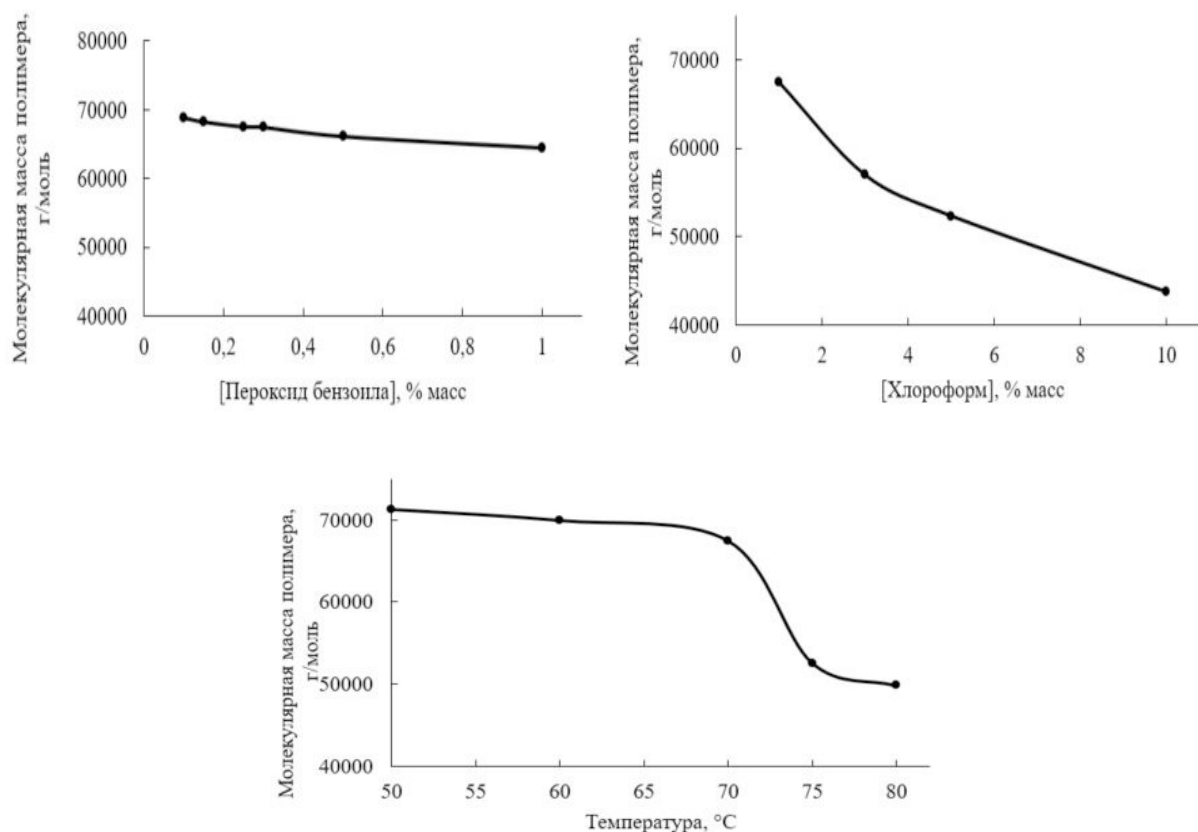 Молекулярная масса полимера,
г/моль
80000
70000
60000
50000
40000
0 0,2 0,4 0,6 0,8 1
[Пероксид бензоила], % масс
Молекулярная масса полимера,
г/моль
70000
60000
50000
40000
0 2 4 6 8 10
[Хлороформ], % масс
Молекулярная масса полимера,
г/моль
70000
60000
50000
40000
50 55 60 65 70 75 80
Температура, °C